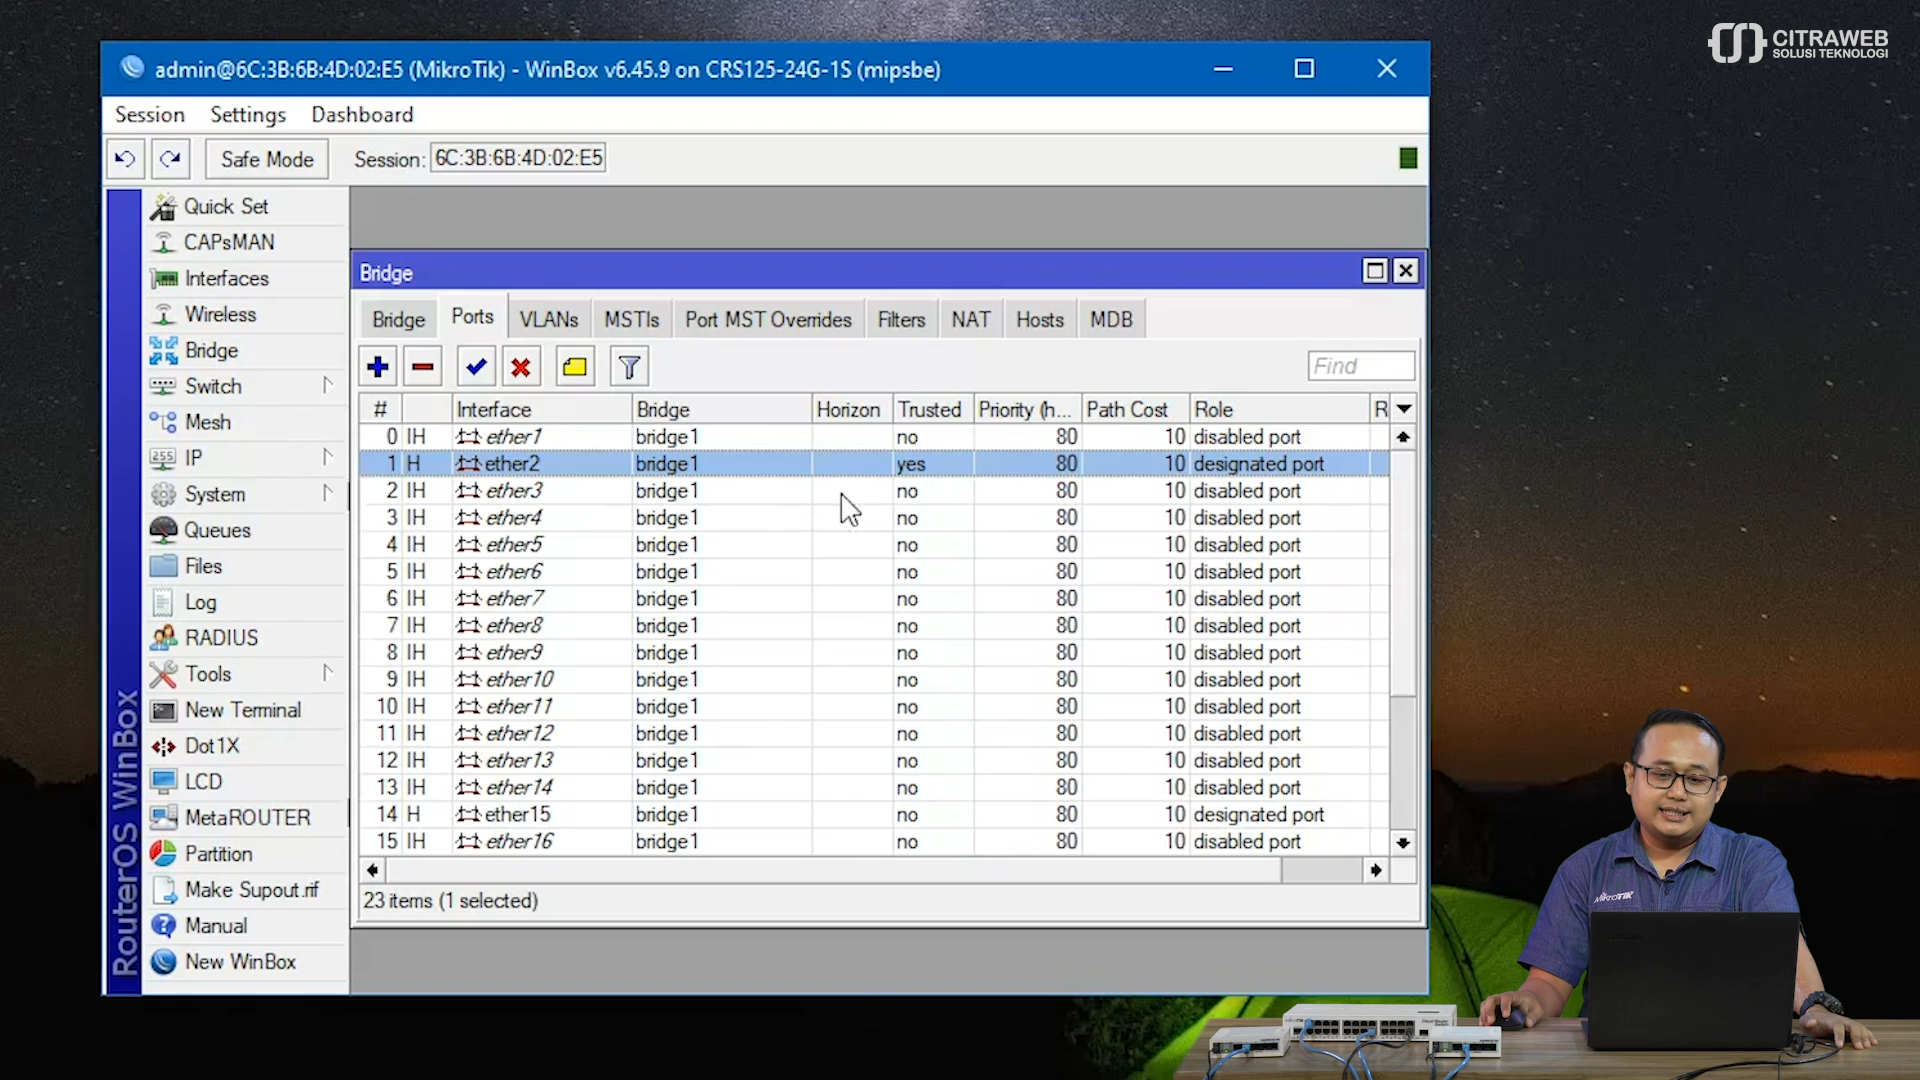 CITRAWEB
SOLUSI TEKNOLOGI
admin@6C:3B:6B:4D:02:E5 (MikroTik) - WinBox v6.45.9 on CRS125-24G-1S (mipsbe)
Session Settings Dashboard
Safe Mode Session: 6C:3B:6B:4D:02:E5
Quick Set
CAPsMAN
Interfaces
Wireless
Bridge
Switch
Mesh
255 IP
System
Queues
Files
Log
RADIUS
Tools
New Terminal
Dot1X
LCD
MetaROUTER
Partition
Make Supout.rif
Manual
New WinBox
RouterOS WinBox
Bridge
Bridge Ports VLANs MSTIs Port MST Overrides Filters NAT Hosts MDB
Find
# Interface Bridge Horizon Trusted Priority (h... Path Cost Role R
0 IH ether1 bridge1 no 80 10 disabled port
1 H ether2 bridge1 yes 80 10 designated port
2 IH ether3 bridge1 no 80 10 disabled port
3 IH ether4 bridge1 no 80 10 disabled port
4 IH ether5 bridge1 no 80 10 disabled port
5 IH ether6 bridge1 no 80 10 disabled port
6 IH ether7 bridge1 no 80 10 disabled port
7 IH ether8 bridge1 no 80 10 disabled port
8 IH ether9 bridge1 no 80 10 disabled port
9 IH ether10 bridge1 no 80 10 disabled port
10 IH ether11 bridge1 no 80 10 disabled port
11 IH ether12 bridge1 no 80 10 disabled port
12 IH ether13 bridge1 no 80 10 disabled port
13 IH ether14 bridge1 no 80 10 disabled port
14 H ether15 bridge1 no 80 10 designated port
15 IH ether16 bridge1 no 80 10 disabled port
23 items (1 selected)
MikroTik